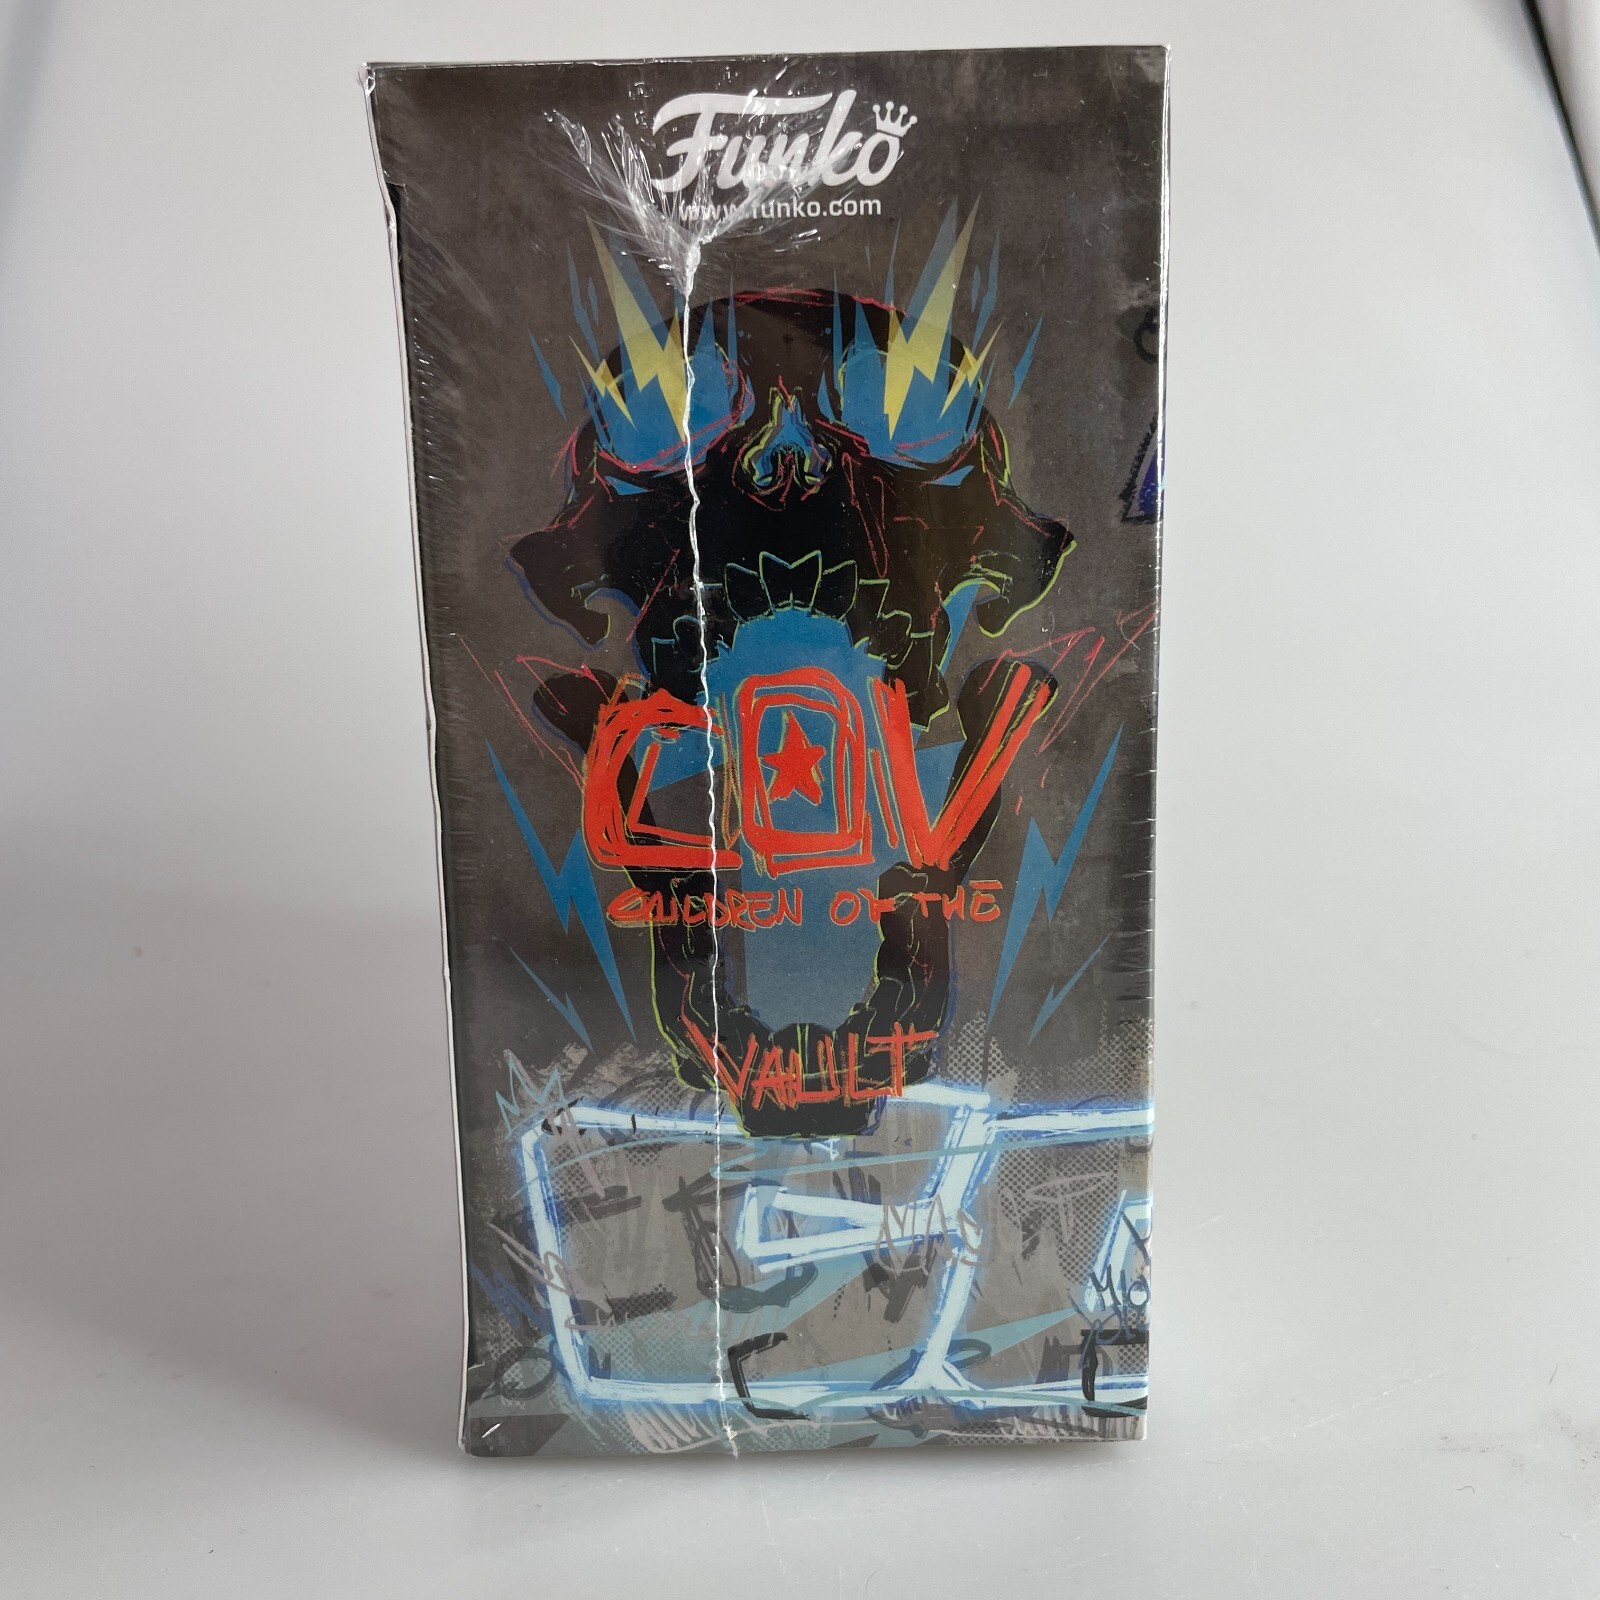 Funko
www.funko.com
COV
CHILDREN OF THE
VAULT